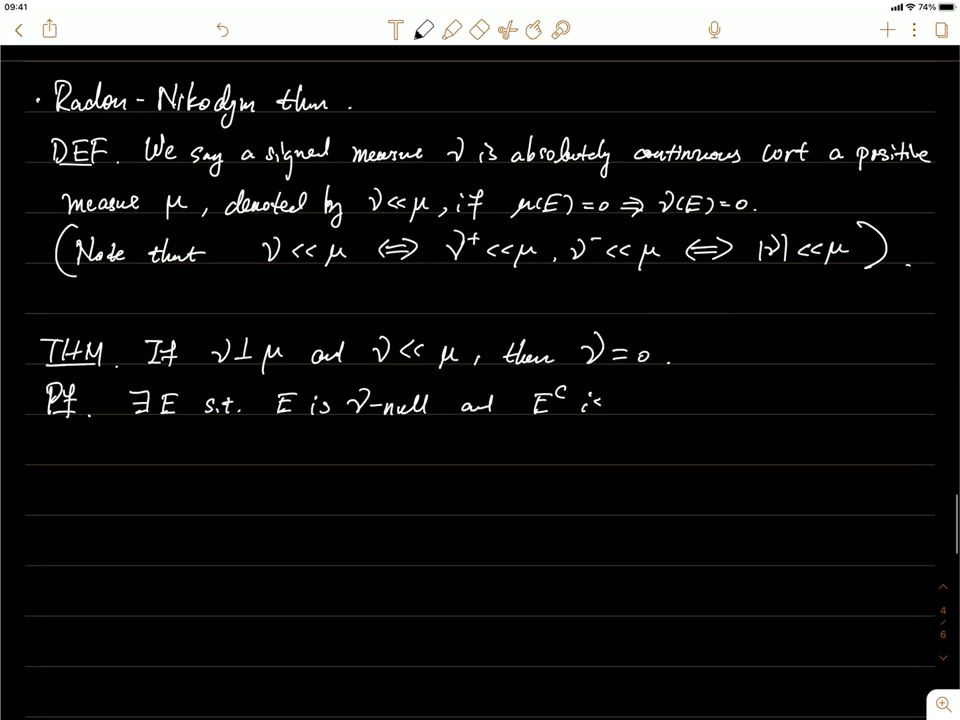 09:41
74%
T
· Radon - Nikodym thm.
DEF. We say a signed measure ν is absolutely continuous wrt a positive
measure μ, denoted by ν<<μ, if μ(E)=0 ⇒ ν(E)=0.
(Note that ν<<μ ⇔ ν⁺<<μ, ν⁻<<μ ⇔ |ν|<<μ).
THM. If ν⊥μ and ν<<μ, then ν=0.
Pf. ∃E s.t. E is ν-null and Eᶜ is
4
/
6